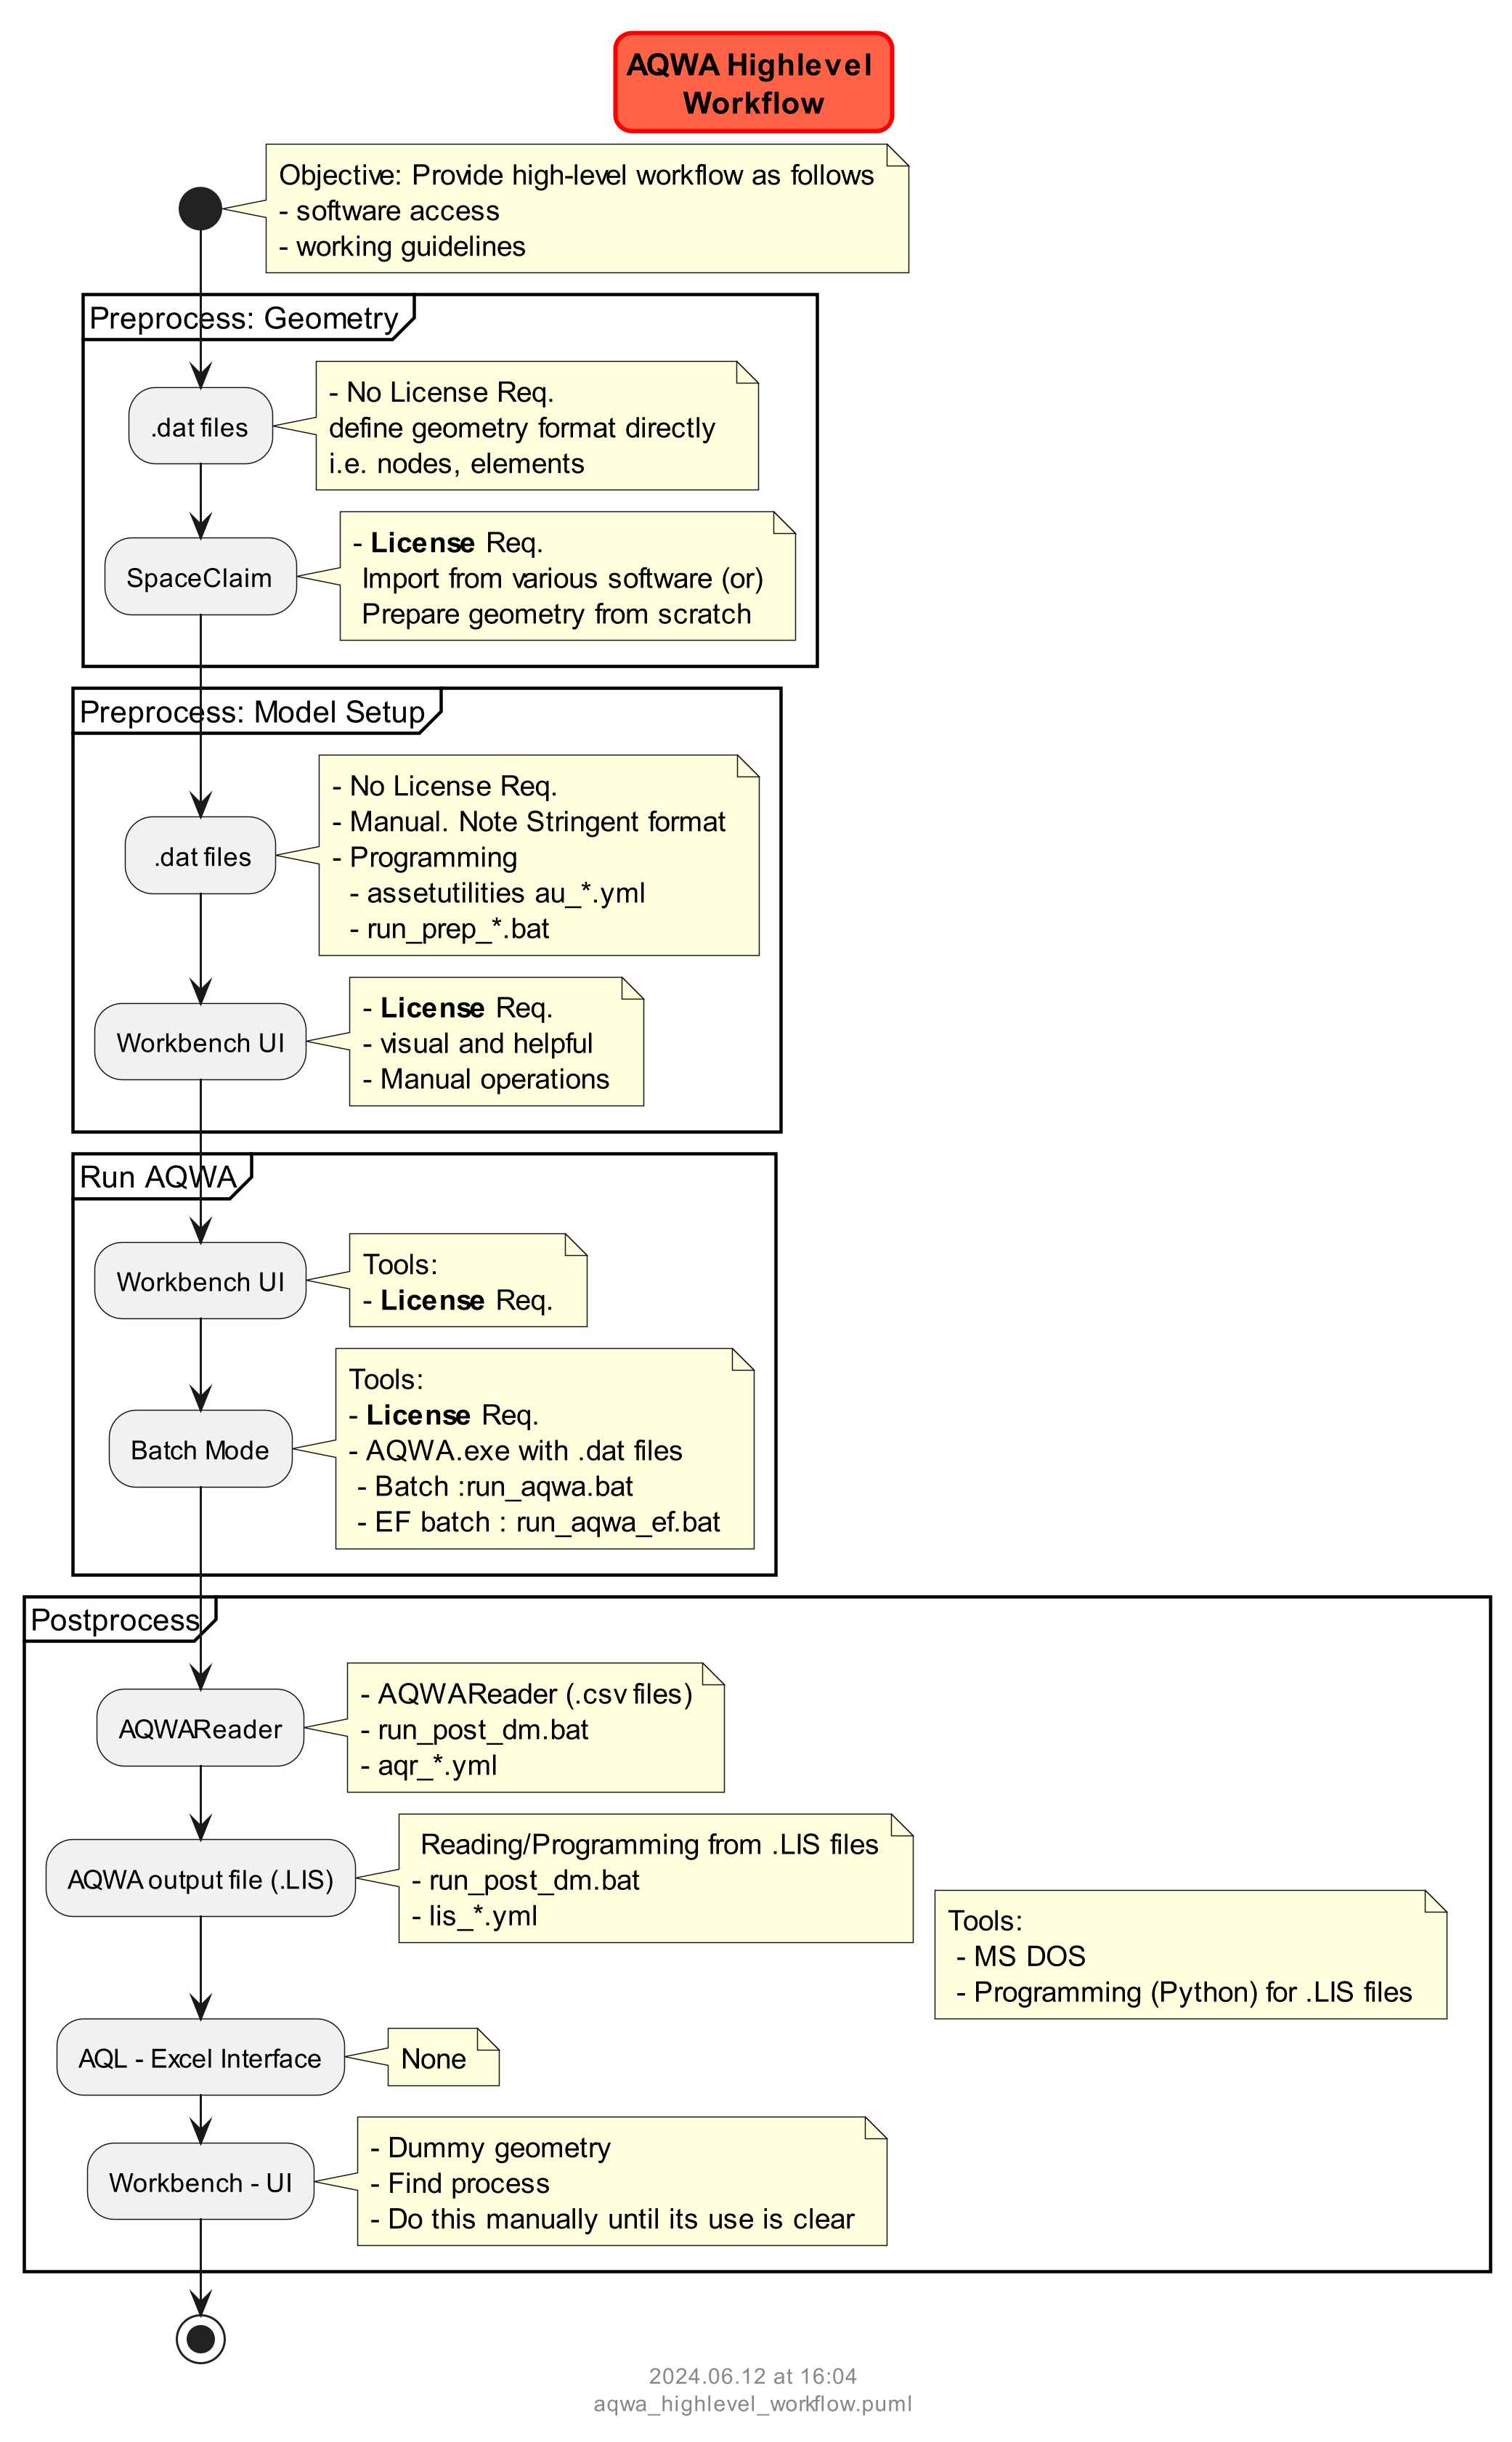 AQWA Highlevel
Workflow
Objective: Provide high-level workflow as follows
- software access
- working guidelines
Preprocess: Geometry
.dat files
- No License Req.
define geometry format directly
i.e. nodes, elements
SpaceClaim
- License Req.
Import from various software (or)
Prepare geometry from scratch
Preprocess: Model Setup
.dat files
- No License Req.
- Manual. Note Stringent format
- Programming
- assetutilities au_*.yml
- run_prep_*.bat
Workbench UI
- License Req.
- visual and helpful
- Manual operations
Run AQWA
Workbench UI
Tools:
- License Req.
Batch Mode
Tools:
- License Req.
- AQWA.exe with .dat files
- Batch :run_aqwa.bat
- EF batch : run_aqwa_ef.bat
Postprocess
AQWAReader
- AQWAReader (.csv files)
- run_post_dm.bat
- aqr_*.yml
AQWA output file (.LIS)
Reading/Programming from .LIS files
- run_post_dm.bat
- lis_*.yml
Tools:
- MS DOS
- Programming (Python) for .LIS files
AQL - Excel Interface
None
Workbench - UI
- Dummy geometry
- Find process
- Do this manually until its use is clear
2024.06.12 at 16:04
aqwa_highlevel_workflow.puml